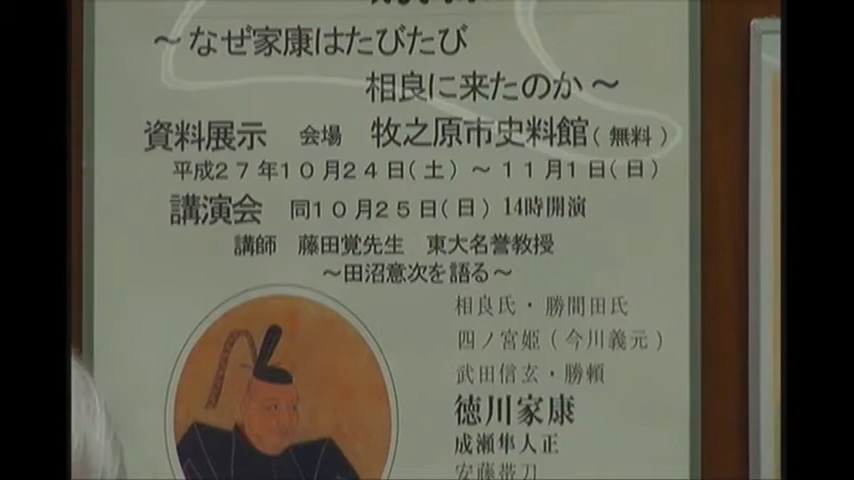 ～なぜ家康はたびたび
相良に来たのか～
資料展示 会場 牧之原市史料館(無料)
平成27年10月24日(土)～11月1日(日)
講演会 同10月25日(日)14時開演
講師 藤田覚先生 東大名誉教授
～田沼意次を語る～
相良氏・勝間田氏
四ノ宮姫(今川義元)
武田信玄・勝頼
徳川家康
成瀬隼人正
安藤帯刀